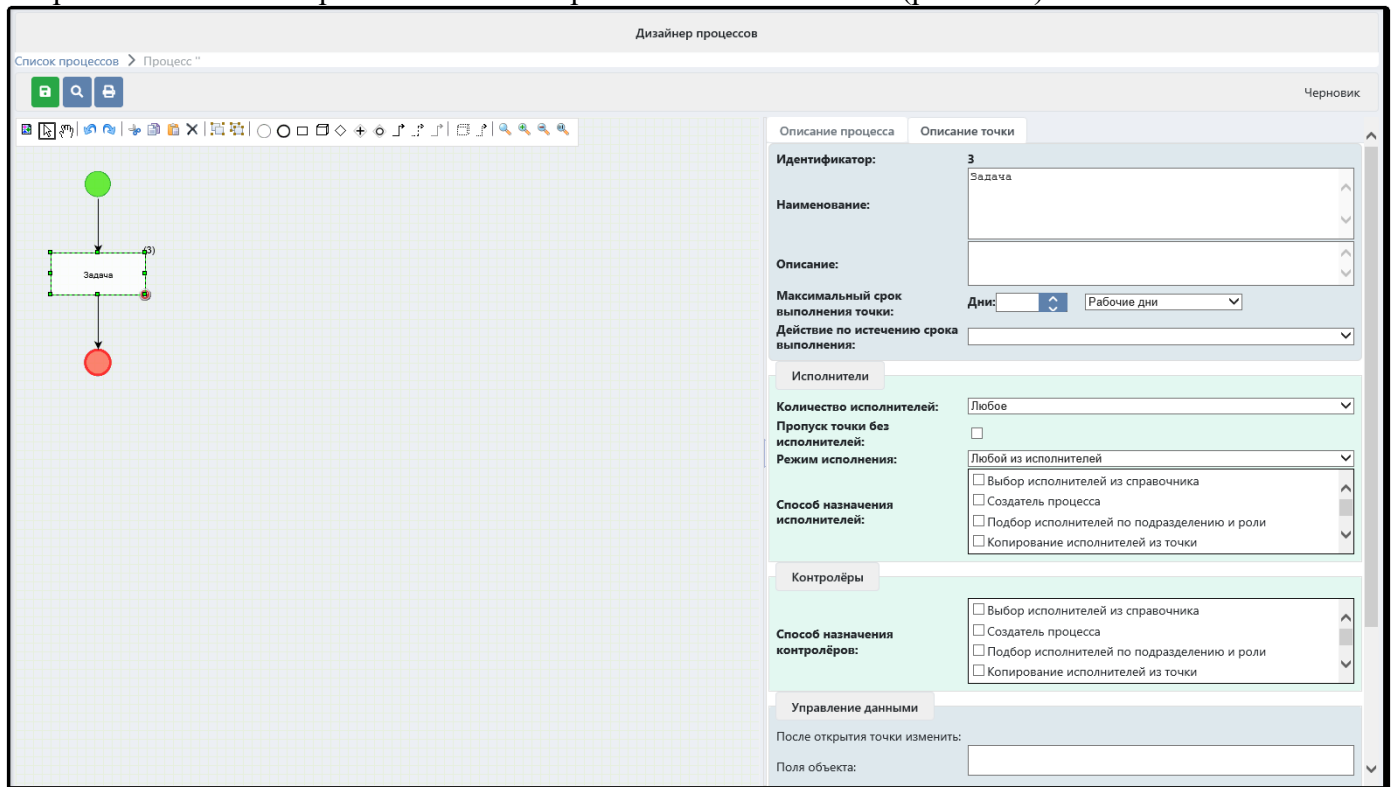 Дизайнер процессов
Список процессов > Процесс "
Черновик
Описание процесса Описание точки
Идентификатор: 3
Наименование: Задача
Описание:
Максимальный срок
выполнения точки: Дни: Рабочие дни
Действие по истечению срока
выполнения:
Исполнители
Количество исполнителей: Любое
Пропуск точки без
исполнителей:
Режим исполнения: Любой из исполнителей
Способ назначения
исполнителей:
Выбор исполнителей из справочника
Создатель процесса
Подбор исполнителей по подразделению и роли
Копирование исполнителей из точки
Контролёры
Способ назначения
контролёров:
Выбор исполнителей из справочника
Создатель процесса
Подбор исполнителей по подразделению и роли
Копирование исполнителей из точки
Управление данными
После открытия точки изменить:
Поля объекта:
(3)
Задача